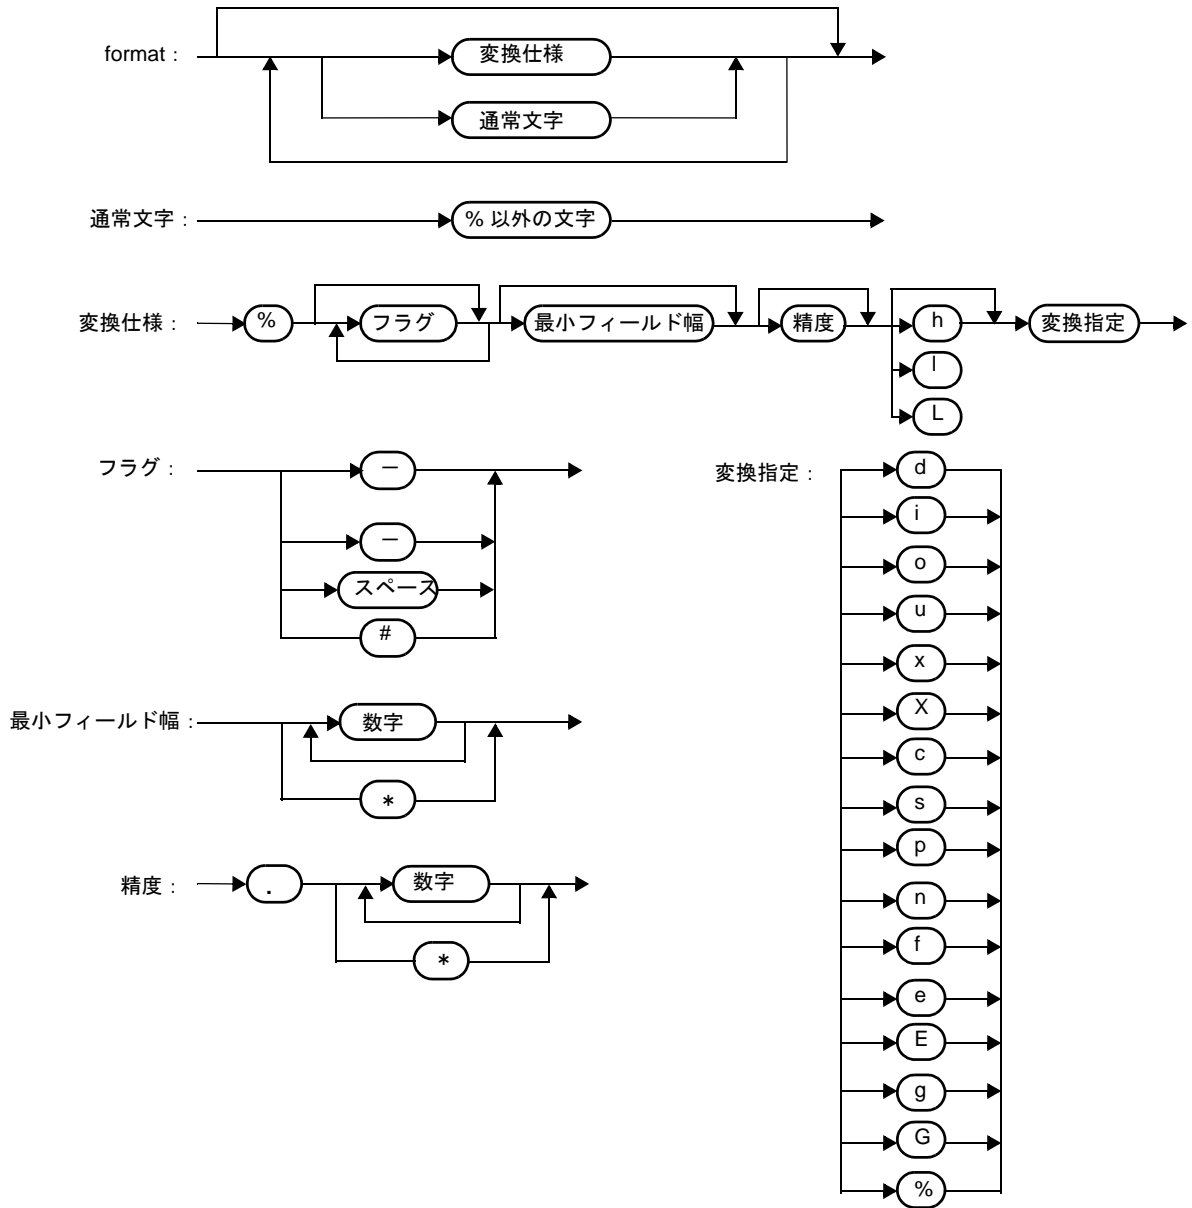 format :
変換仕様
通常文字
通常文字 :
% 以外の文字
変換仕様 :
%
フラグ
最小フィールド幅
精度
h
変換指定
l
L
フラグ :
－
－
スペース
#
最小フィールド幅 :
数字
*
精度 :
.
数字
*
変換指定 :
d
i
o
u
x
X
c
s
p
n
f
e
E
g
G
%